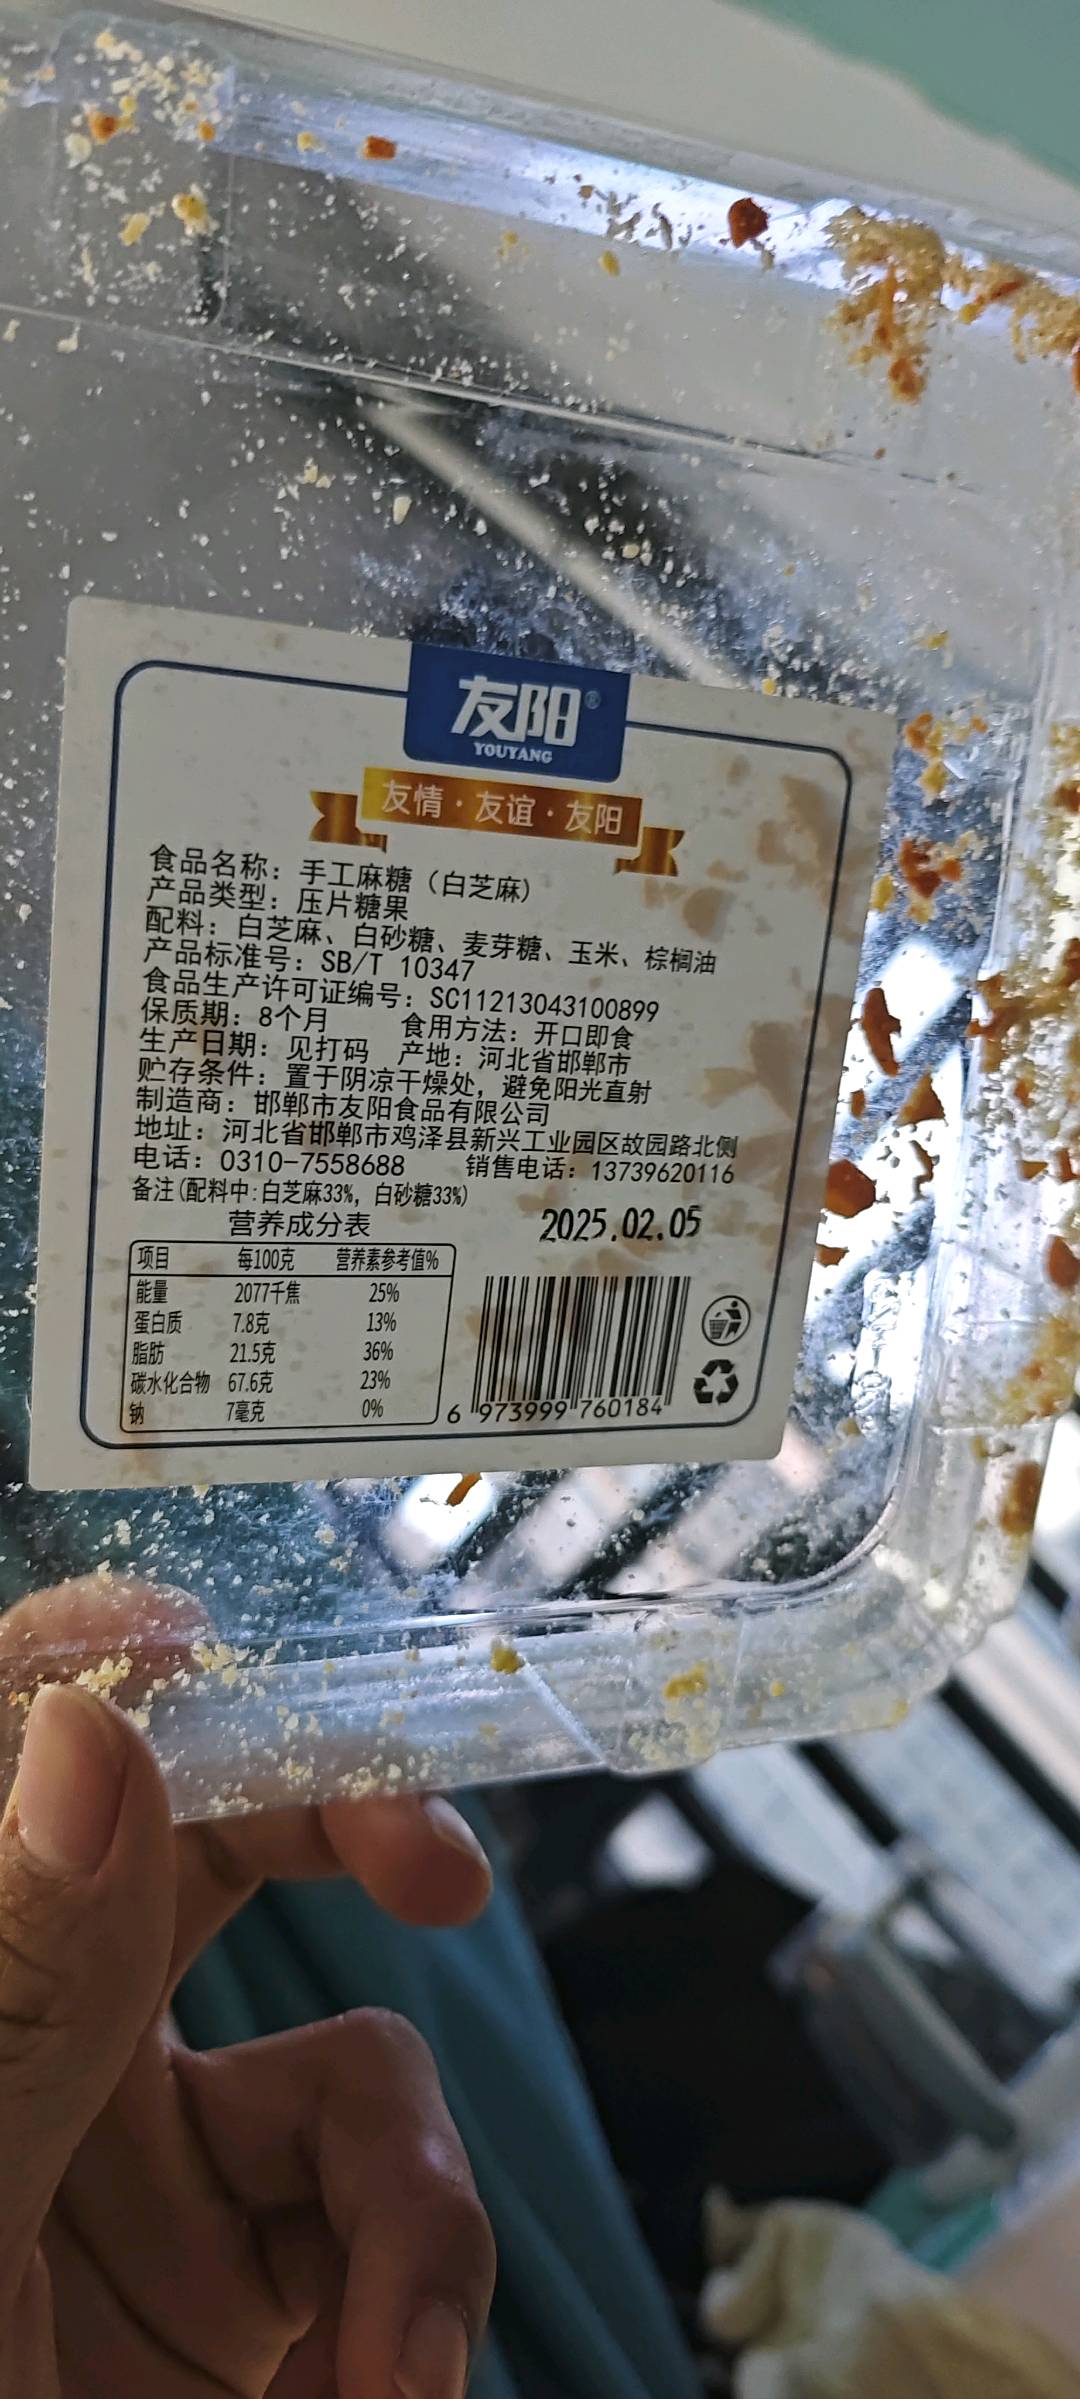 友阳®
YOUYANG
友情·友谊·友阳
食品名称：手工麻糖（白芝麻）
产品类型：压片糖果
配料：白芝麻、白砂糖、麦芽糖、玉米、棕榈油
产品标准号：SB/T 10347
食品生产许可证编号：SC11213043100899
保质期：8个月 食用方法：开口即食
生产日期：见打码 产地：河北省邯郸市
贮存条件：置于阴凉干燥处，避免阳光直射
制造商：邯郸市友阳食品有限公司
地址：河北省邯郸市鸡泽县新兴工业园区故园路北侧
电话：0310-7558688 销售电话：13739620116
备注(配料中:白芝麻33%，白砂糖33%)
营养成分表
2025.02.05
项目 每100克 营养素参考值%
能量 2077千焦 25%
蛋白质 7.8克 13%
脂肪 21.5克 36%
碳水化合物 67.6克 23%
钠 7毫克 0%
6 973999 760184